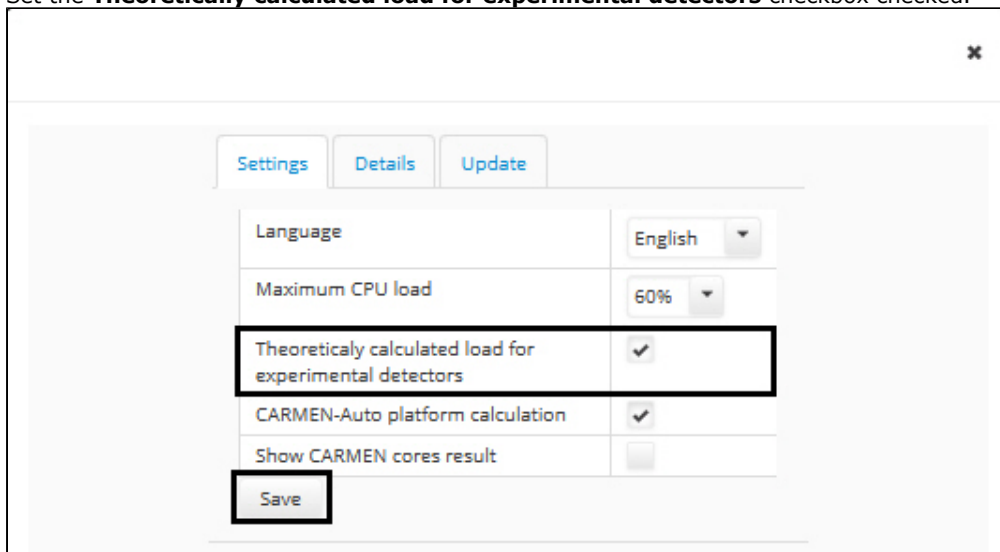 Set the Theoretically calculated load for experimental detectors checkbox checked.
Settings Details Update
Language English
Maximum CPU load 60%
Theoreticaly calculated load for
experimental detectors
CARMEN-Auto platform calculation
Show CARMEN cores result
Save